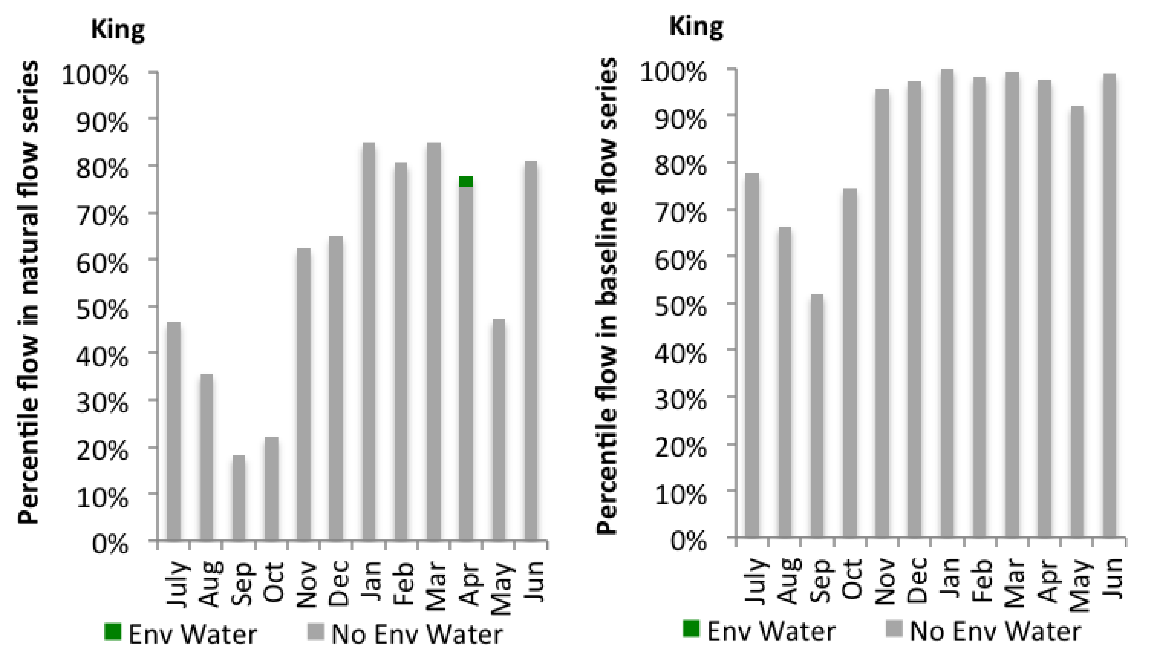 King
Percentile flow in natural flow series
100%
90%
80%
70%
60%
50%
40%
30%
20%
10%
0%
July Aug Sep Oct Nov Dec Jan Feb Mar Apr May Jun
Env Water No Env Water
King
Percentile flow in baseline flow series
100%
90%
80%
70%
60%
50%
40%
30%
20%
10%
0%
July Aug Sep Oct Nov Dec Jan Feb Mar Apr May Jun
Env Water No Env Water